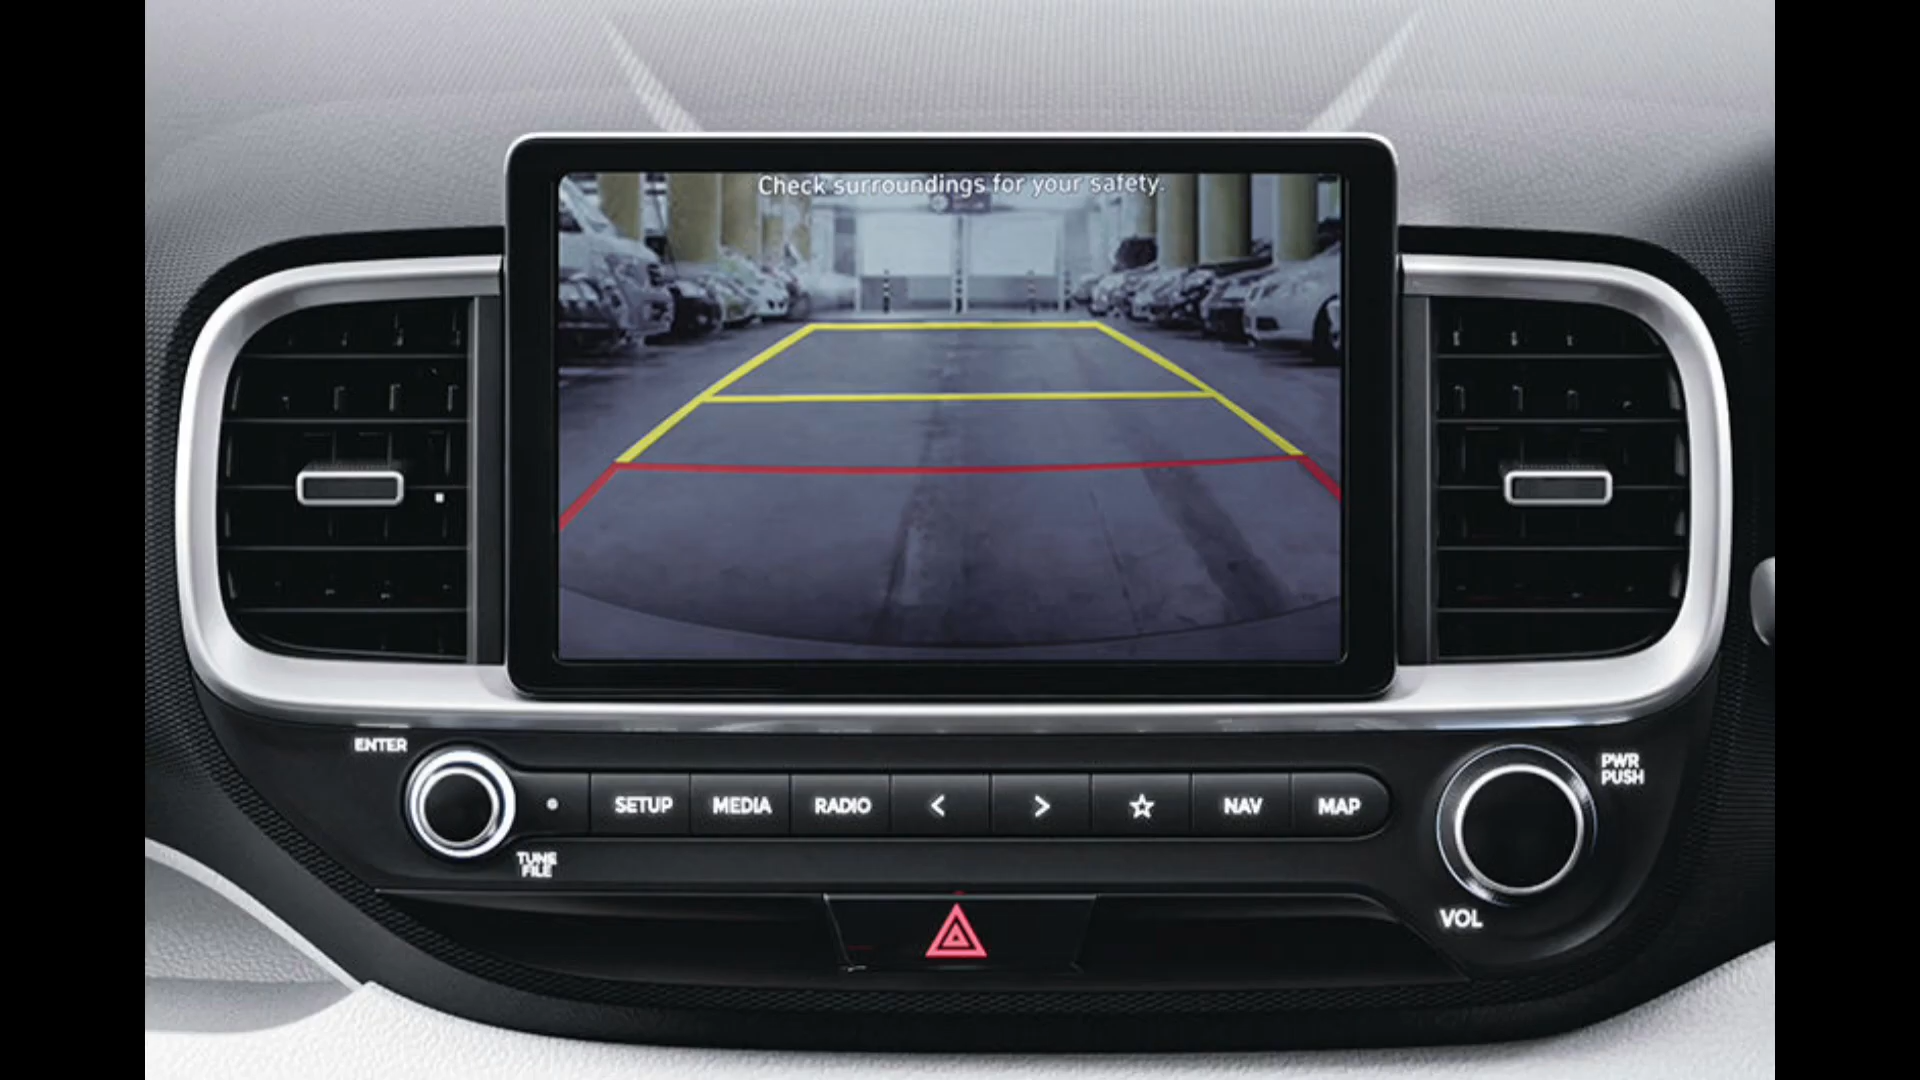 Check surroundings for your safety.
ENTER
PWR
PUSH
SETUP
MEDIA
RADIO
NAV
MAP
TUNE
FILE
VOL